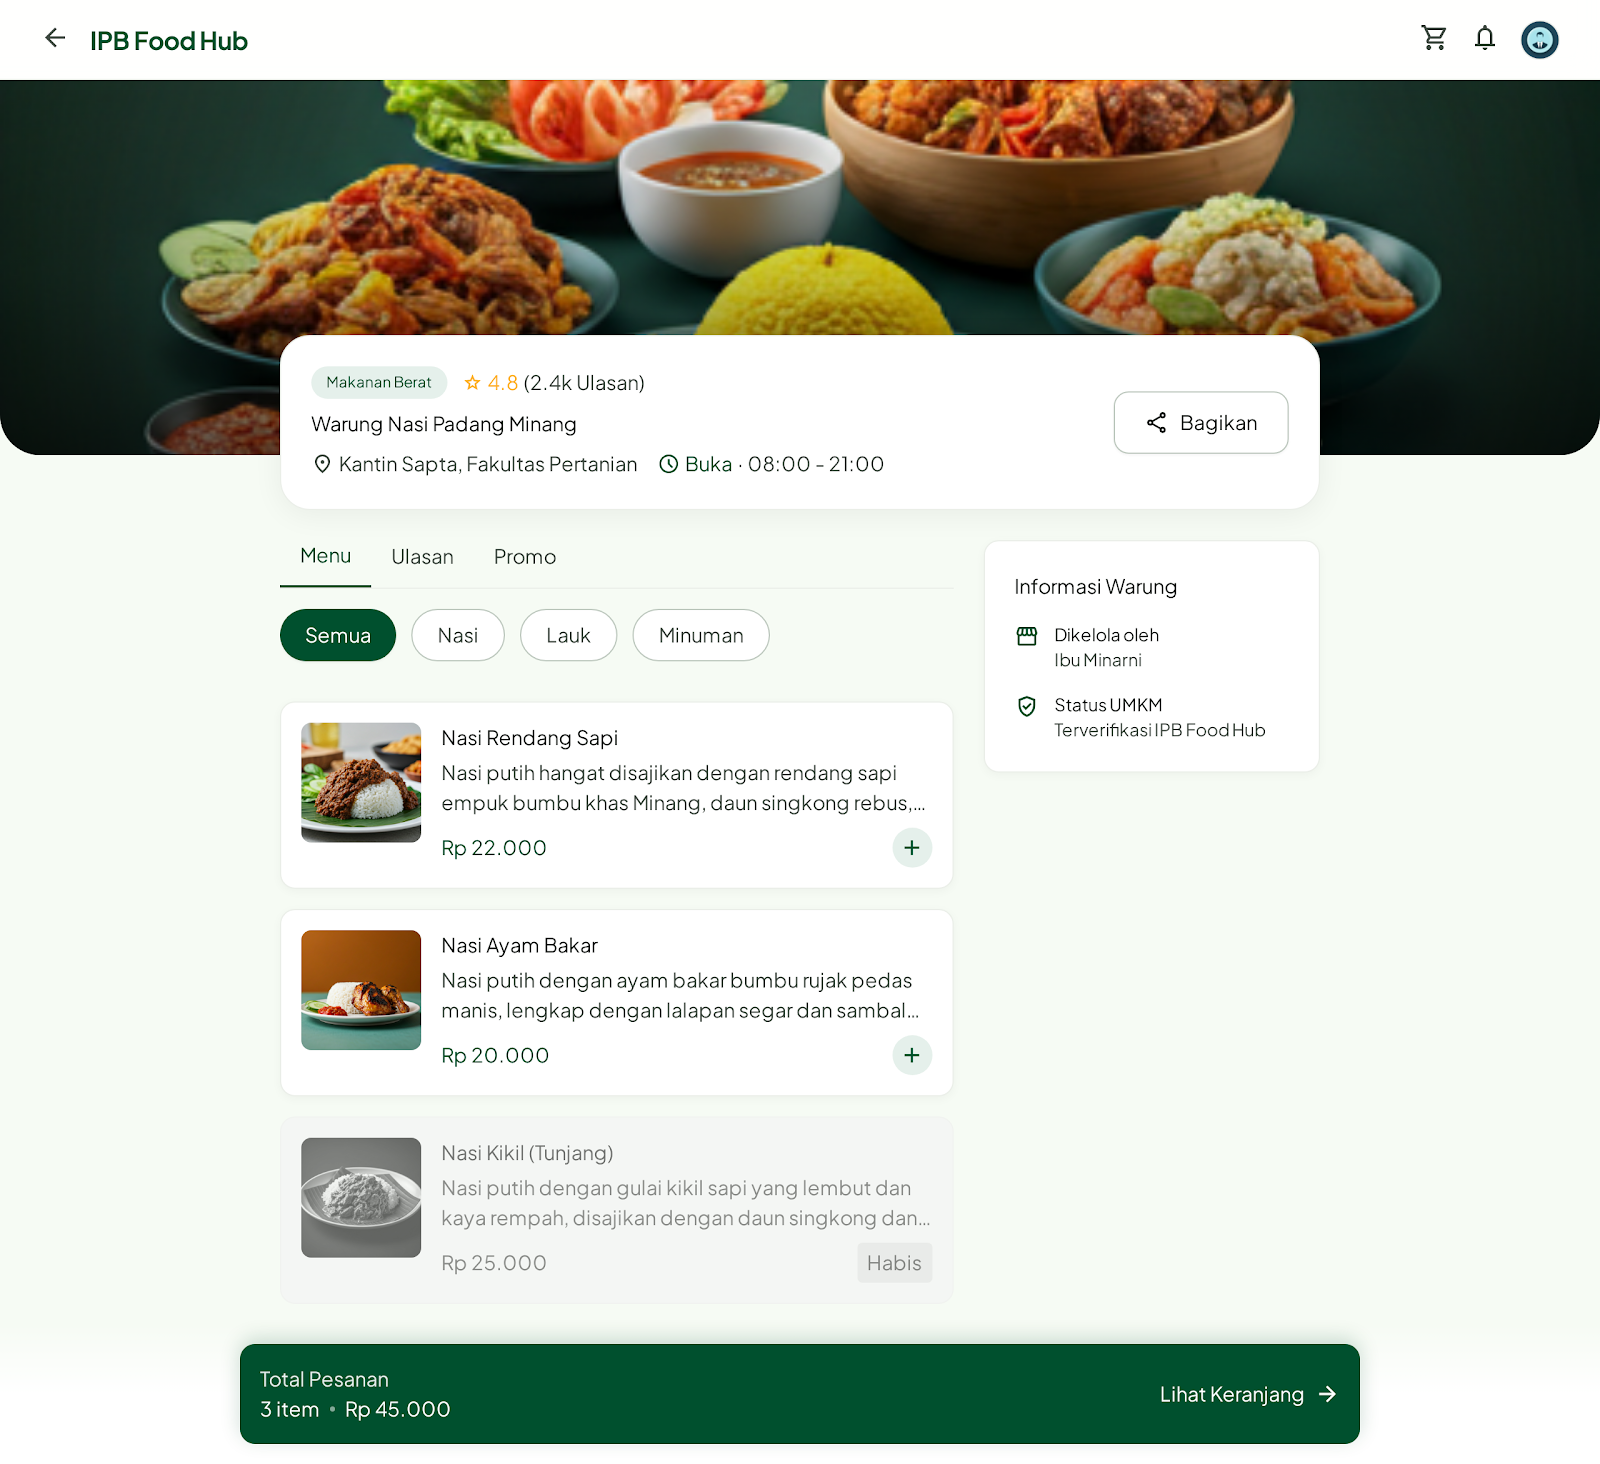 IPB Food Hub
Makanan Berat
4.8 (2.4k Ulasan)
Warung Nasi Padang Minang
Kantin Sapta, Fakultas Pertanian
Buka · 08:00 - 21:00
Bagikan
Menu
Ulasan
Promo
Semua
Nasi
Lauk
Minuman
Nasi Rendang Sapi
Nasi putih hangat disajikan dengan rendang sapi
empuk bumbu khas Minang, daun singkong rebus,...
Rp 22.000
+
Nasi Ayam Bakar
Nasi putih dengan ayam bakar bumbu rujak pedas
manis, lengkap dengan lalapan segar dan sambal...
Rp 20.000
+
Nasi Kikil (Tunjang)
Nasi putih dengan gulai kikil sapi yang lembut dan
kaya rempah, disajikan dengan daun singkong dan...
Rp 25.000
Habis
Informasi Warung
Dikelola oleh
Ibu Minarni
Status UMKM
Terverifikasi IPB Food Hub
Total Pesanan
3 item • Rp 45.000
Lihat Keranjang